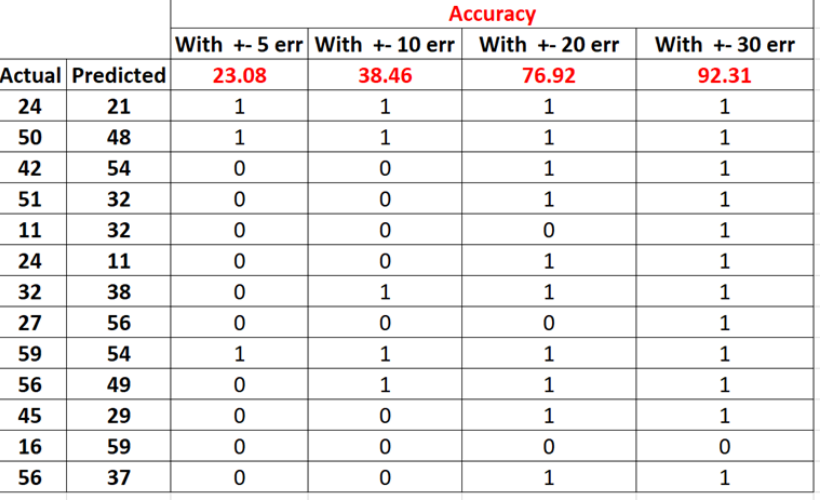 Accuracy
With +- 5 err With +- 10 err With +- 20 err With +- 30 err
Actual Predicted 23.08 38.46 76.92 92.31
24 21 1 1 1 1
50 48 1 1 1 1
42 54 0 0 1 1
51 32 0 0 1 1
11 32 0 0 0 1
24 11 0 0 1 1
32 38 0 1 1 1
27 56 0 0 0 1
59 54 1 1 1 1
56 49 0 1 1 1
45 29 0 0 1 1
16 59 0 0 0 0
56 37 0 0 1 1